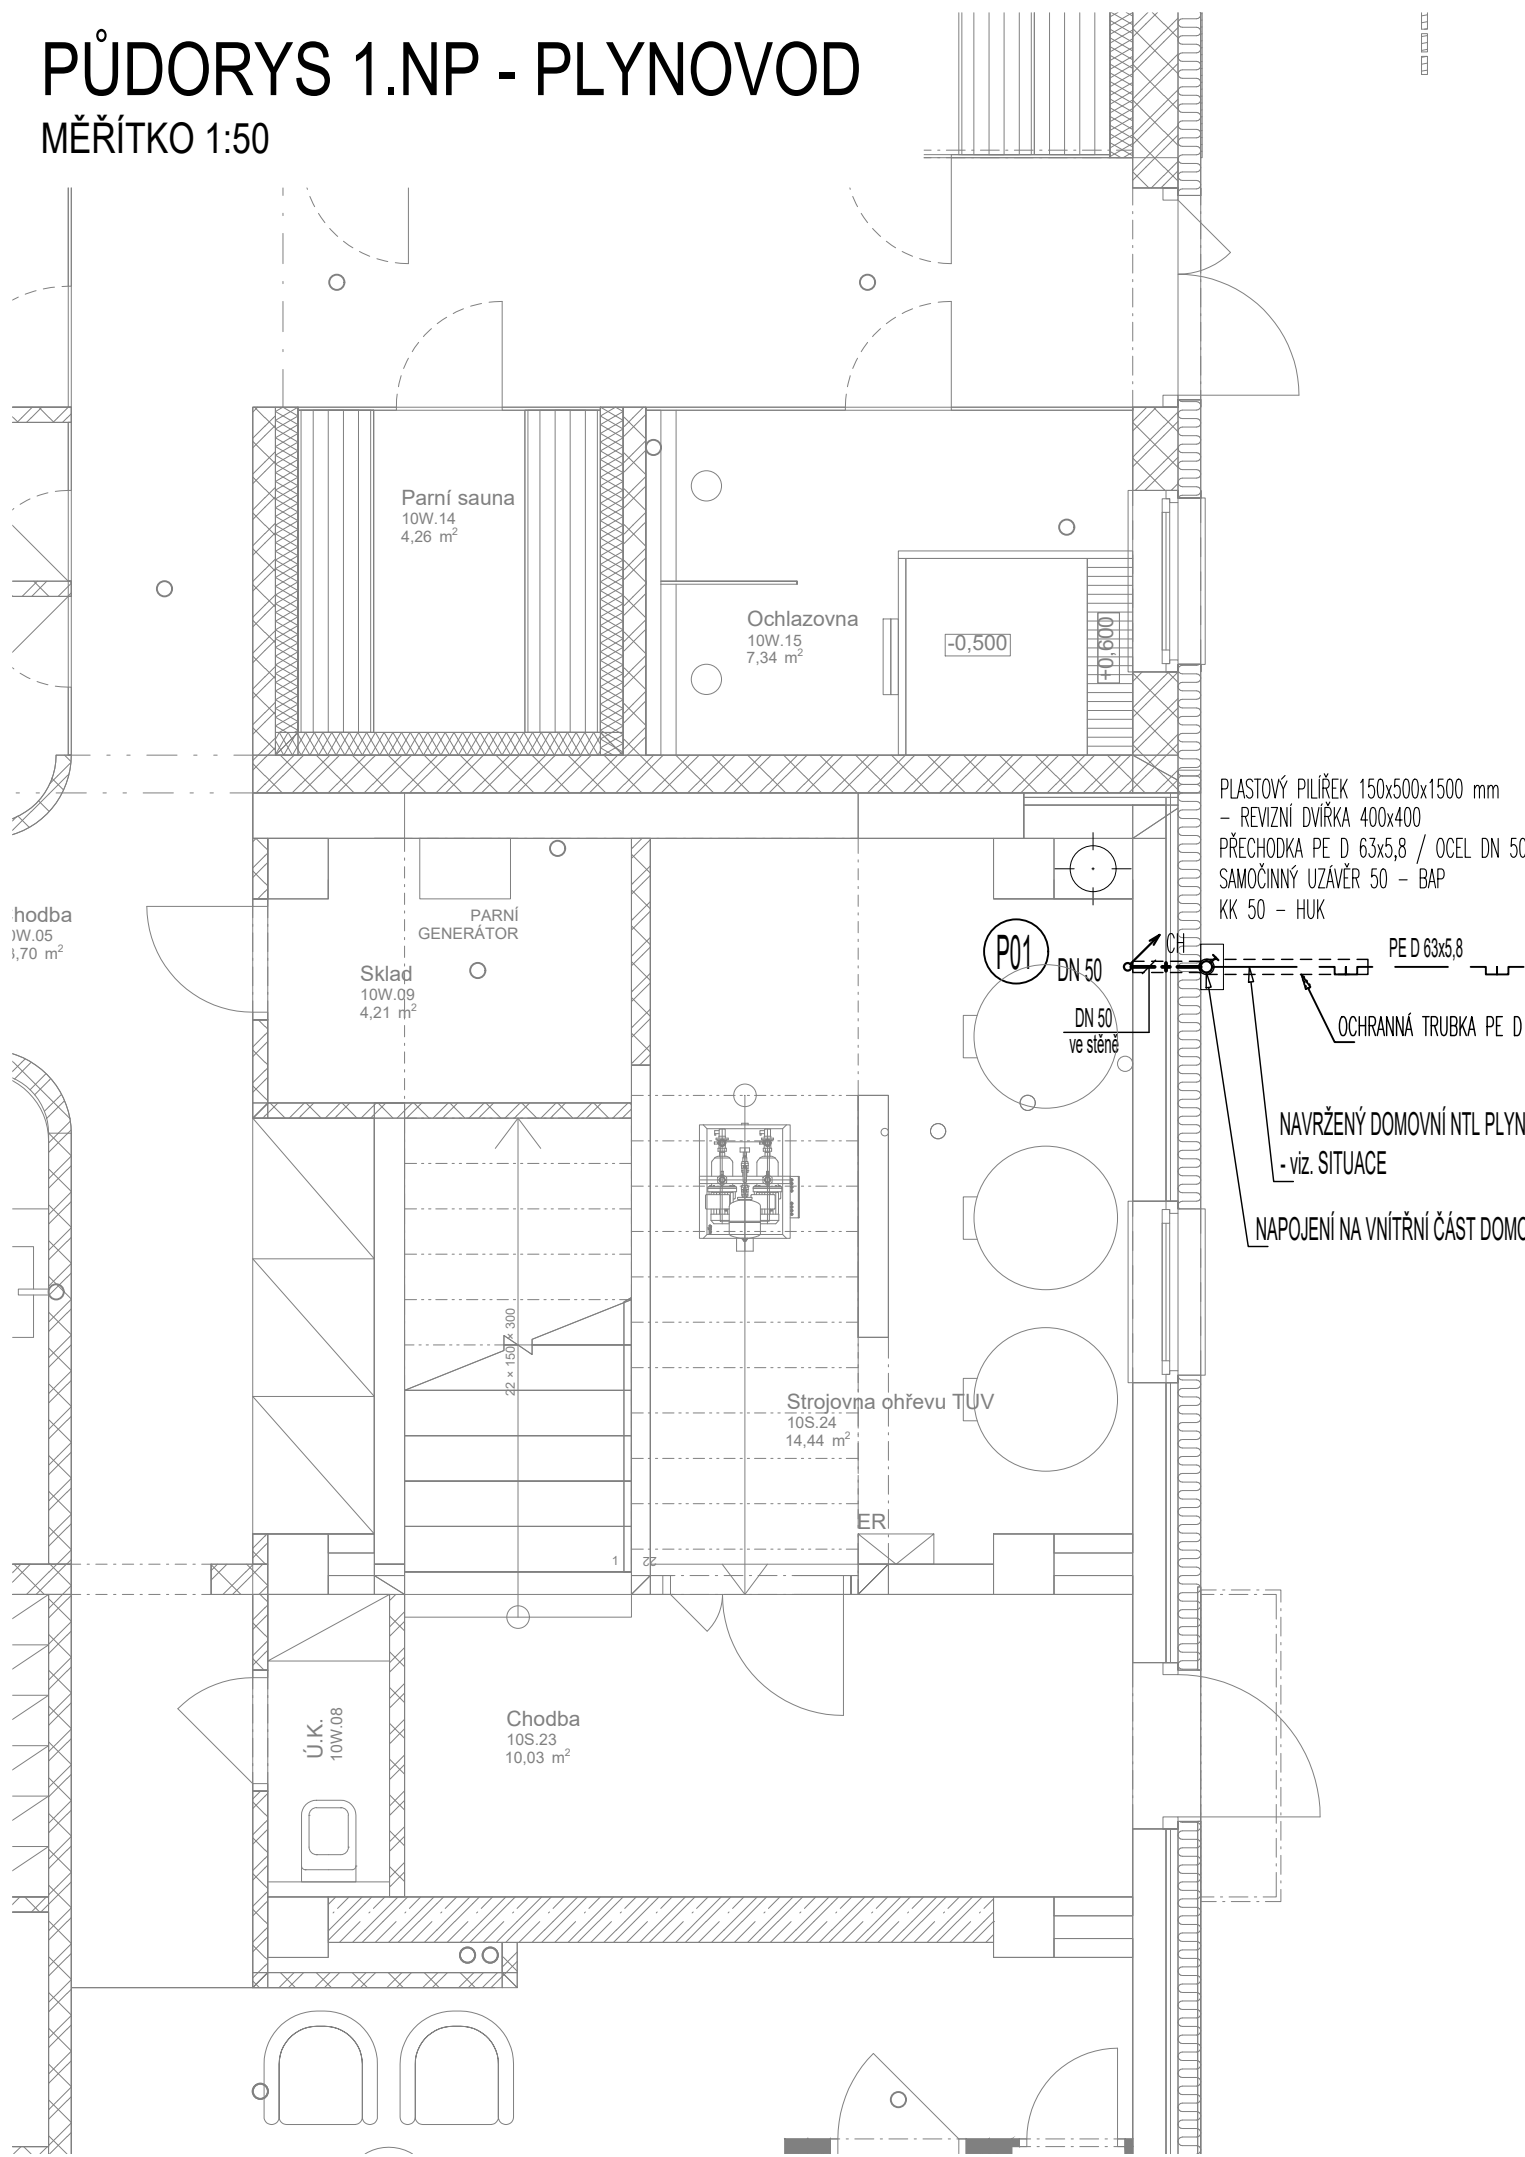 PŮDORYS 1.NP - PLYNOVOD
MĚŘÍTKO 1:50
Parní sauna
10W.14
4,26 m²
Ochlazovna
10W.15
7,34 m²
-0,500
+0,600
PLASTOVÝ PILÍŘEK 150x500x1500 mm
– REVIZNÍ DVÍŘKA 400x400
PŘECHODKA PE D 63x5,8 / OCEL DN 50
SAMOČINNÝ UZÁVĚR 50 – BAP
KK 50 – HUK
hodba
0W.05
,70 m²
PARNÍ
GENERÁTOR
Sklad
10W.09
4,21 m²
P01
DN 50
CH
PE D 63x5,8
DN 50
ve stěně
OCHRANNÁ TRUBKA PE D
NAVRŽENÝ DOMOVNÍ NTL PLYN
- viz. SITUACE
NAPOJENÍ NA VNITŘNÍ ČÁST DOMO
22 × 150 × 300
Strojovna ohřevu TUV
10S.24
14,44 m²
ER
1
22
Ú.K.
10W.08
Chodba
10S.23
10,03 m²